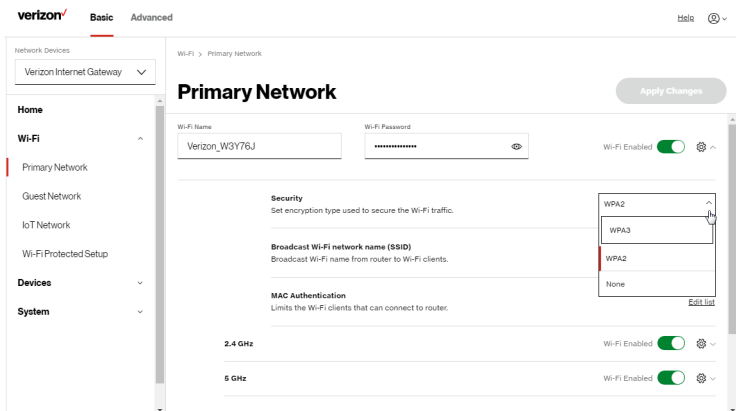 verizon✓ Basic Advanced Help
Network Devices
Verizon Internet Gateway
Home
Wi-Fi
Primary Network
Guest Network
IoT Network
Wi-Fi Protected Setup
Devices
System
Wi-Fi > Primary Network
Primary Network
Apply Changes
Wi-Fi Name
Verizon_W3Y76J
Wi-Fi Password
•••••••••••••••
Wi-Fi Enabled
Security
Set encryption type used to secure the Wi-Fi traffic.
WPA2
WPA3
WPA2
None
Broadcast Wi-Fi network name (SSID)
Broadcast Wi-Fi name from router to Wi-Fi clients.
MAC Authentication
Limits the Wi-Fi clients that can connect to router.
Edit list
2.4 GHz Wi-Fi Enabled
5 GHz Wi-Fi Enabled